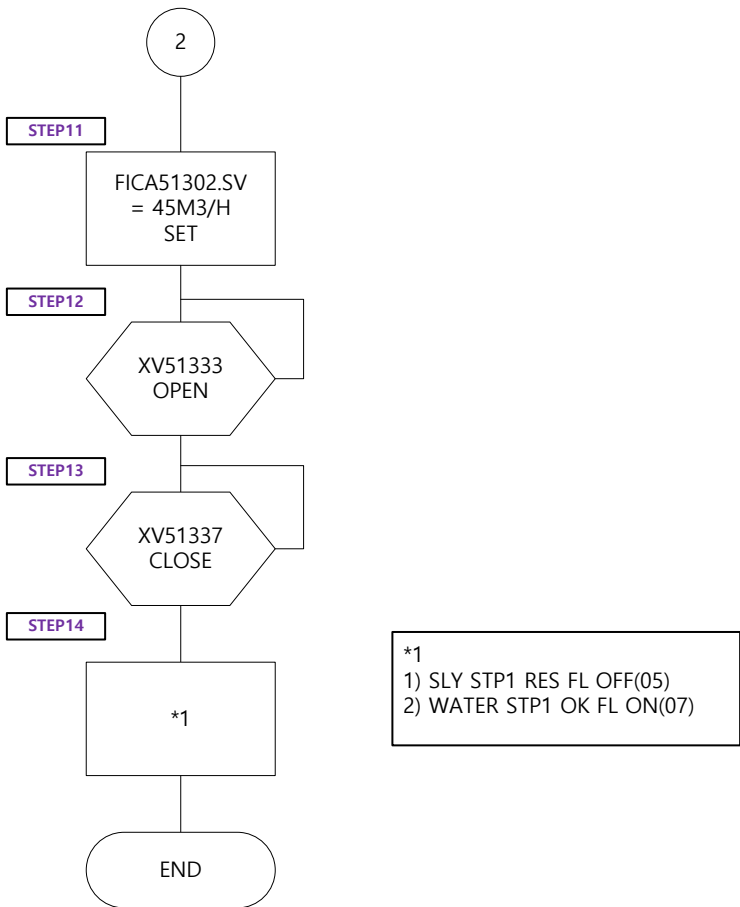 2
STEP11
FICA51302.SV
= 45M3/H
SET
STEP12
XV51333
OPEN
STEP13
XV51337
CLOSE
STEP14
*1
*1
1) SLY STP1 RES FL OFF(05)
2) WATER STP1 OK FL ON(07)
END